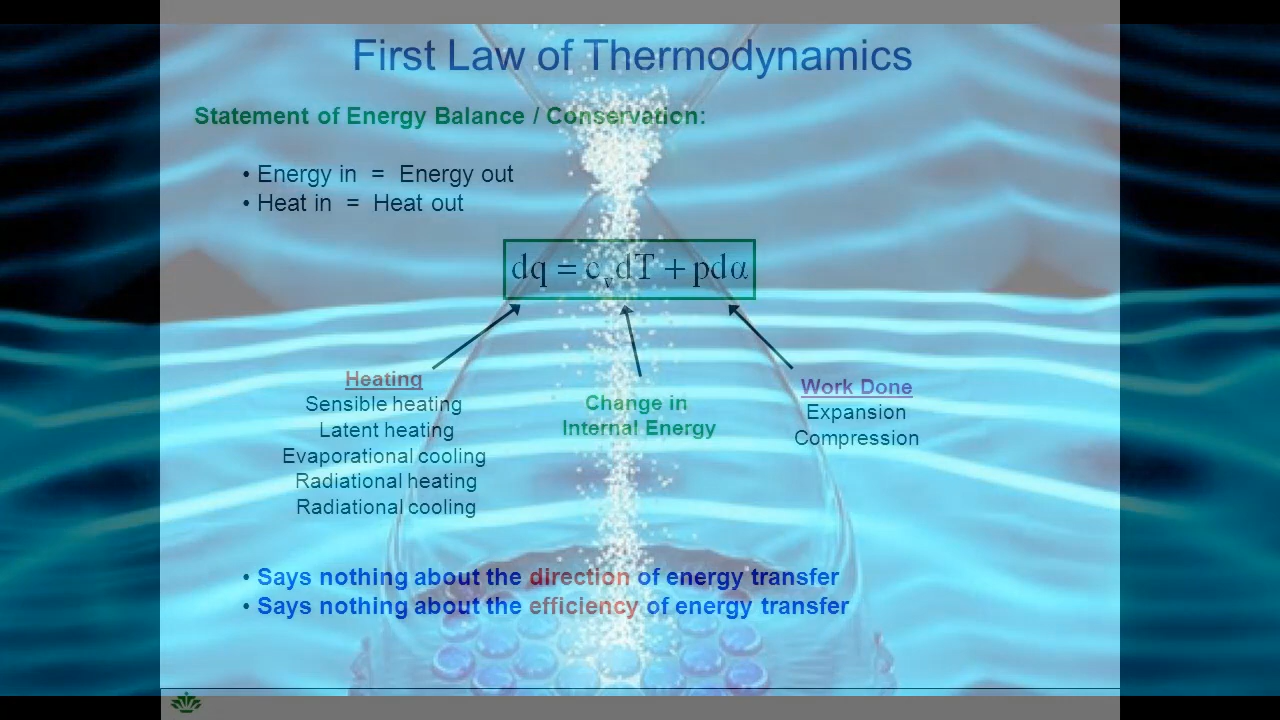 First Law of Thermodynamics
Statement of Energy Balance / Conservation:
• Energy in = Energy out
• Heat in = Heat out
dq = cᵥdT + pdα
Heating
Sensible heating
Latent heating
Evaporational cooling
Radiational heating
Radiational cooling
Change in
Internal Energy
Work Done
Expansion
Compression
• Says nothing about the direction of energy transfer
• Says nothing about the efficiency of energy transfer